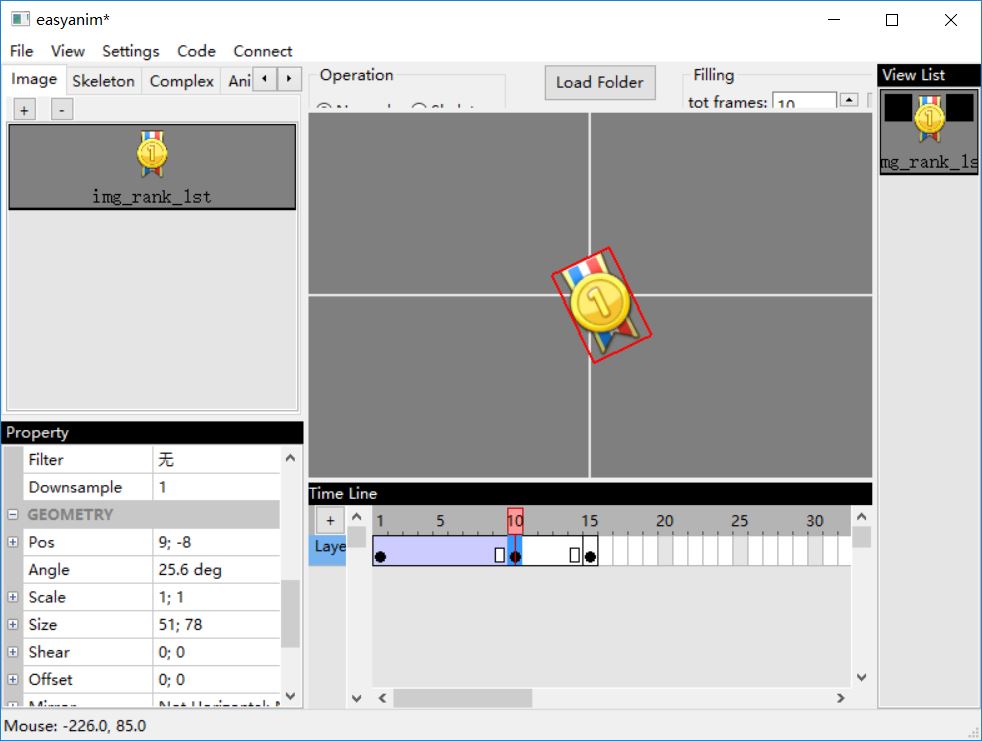 easyanim*
File View Settings Code Connect
Image Skeleton Complex Ani
+ -
img_rank_1st
Operation
Load Folder
Filling
tot frames: 10
View List
mg_rank_1s
Property
Filter 无
Downsample 1
GEOMETRY
Pos 9; -8
Angle 25.6 deg
Scale 1; 1
Size 51; 78
Shear 0; 0
Offset 0; 0
Time Line
+ 1 5 10 15 20 25 30
Laye
Mouse: -226.0, 85.0